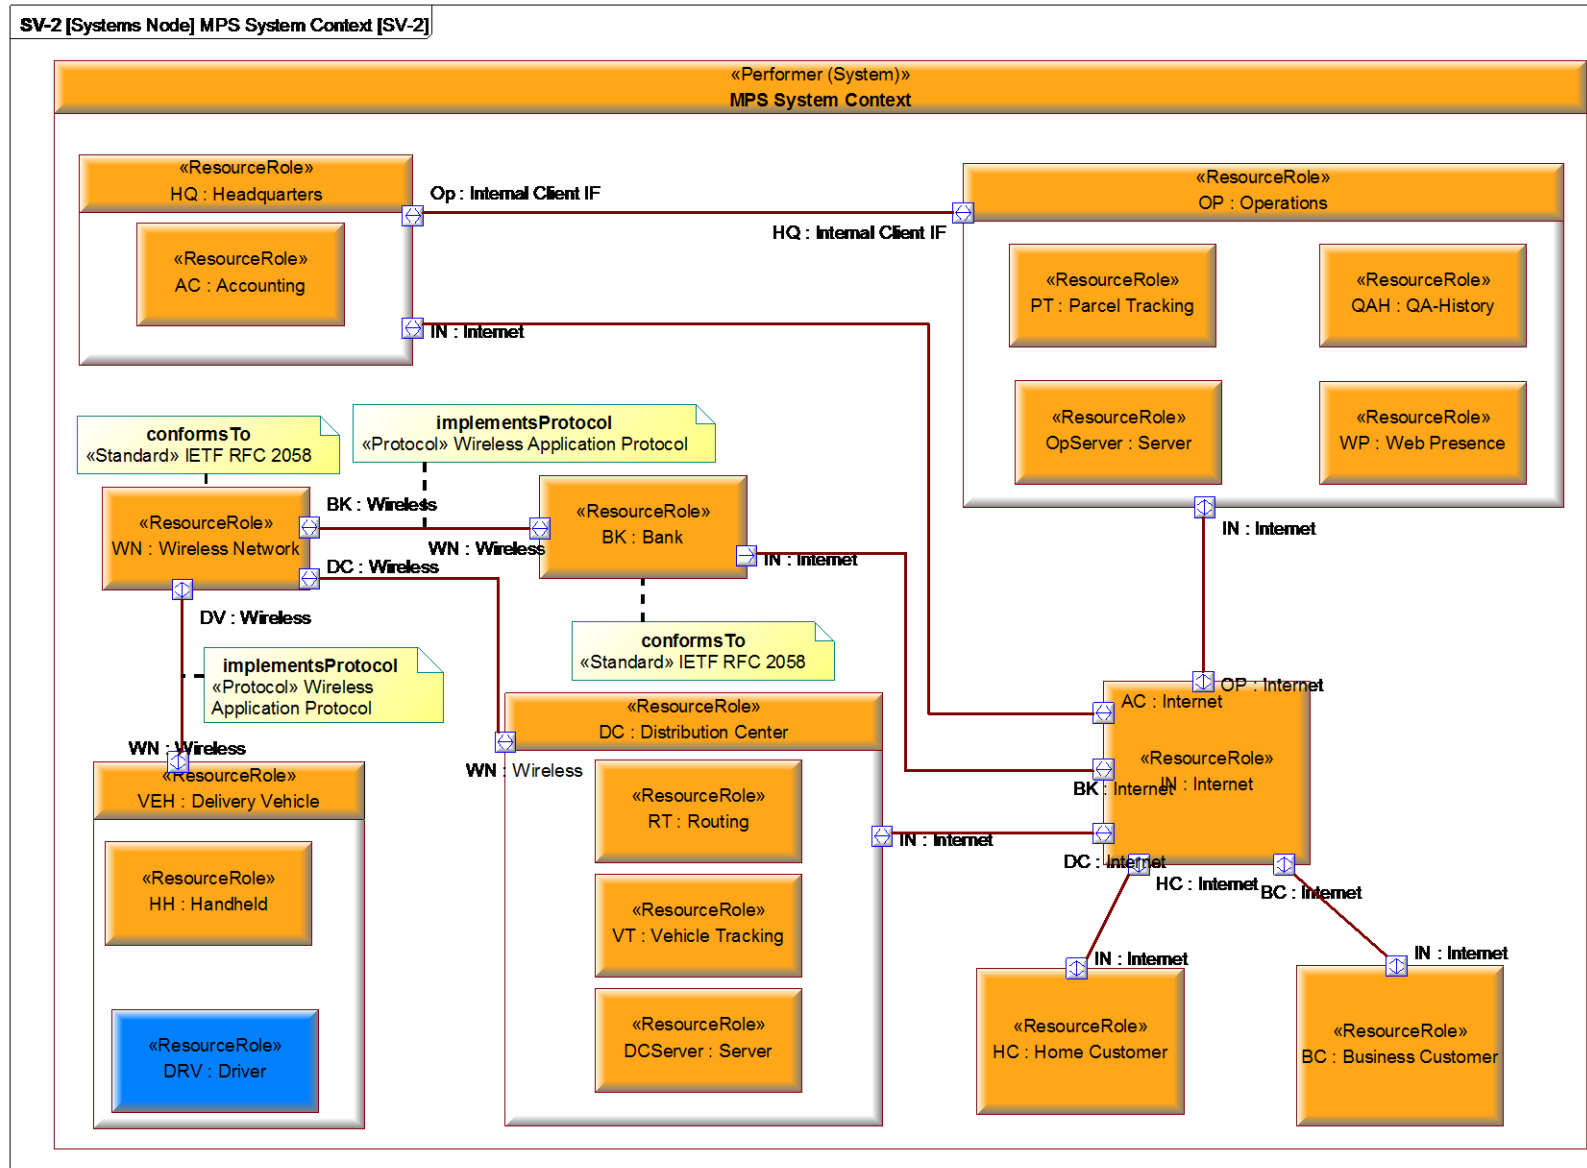 SV-2 [Systems Node] MPS System Context [SV-2]
«Performer (System)»
MPS System Context
«ResourceRole»
HQ : Headquarters
«ResourceRole»
AC : Accounting
Op : Internal Client IF
HQ : Internal Client IF
IN : Internet
«ResourceRole»
OP : Operations
«ResourceRole»
PT : Parcel Tracking
«ResourceRole»
QAH : QA-History
«ResourceRole»
OpServer : Server
«ResourceRole»
WP : Web Presence
IN : Internet
conformsTo
«Standard» IETF RFC 2058
implementsProtocol
«Protocol» Wireless Application Protocol
«ResourceRole»
WN : Wireless Network
BK : Wireless
WN : Wireless
DC : Wireless
DV : Wireless
«ResourceRole»
BK : Bank
IN : Internet
conformsTo
«Standard» IETF RFC 2058
implementsProtocol
«Protocol» Wireless
Application Protocol
WN : Wireless
«ResourceRole»
VEH : Delivery Vehicle
«ResourceRole»
HH : Handheld
«ResourceRole»
DRV : Driver
«ResourceRole»
DC : Distribution Center
WN : Wireless
«ResourceRole»
RT : Routing
«ResourceRole»
VT : Vehicle Tracking
«ResourceRole»
DCServer : Server
IN : Internet
OP : Internet
AC : Internet
«ResourceRole»
IN : Internet
BK : Internet
DC : Internet
HC : Internet
BC : Internet
IN : Internet
IN : Internet
«ResourceRole»
HC : Home Customer
«ResourceRole»
BC : Business Customer